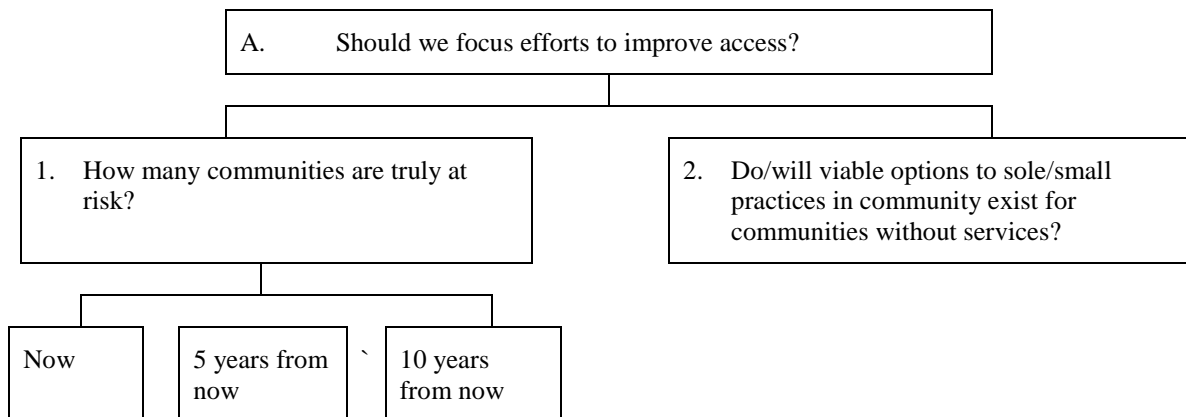 A. Should we focus efforts to improve access?
1. How many communities are truly at
risk?
2. Do/will viable options to sole/small
practices in community exist for
communities without services?
Now
5 years from
now
`
10 years
from now